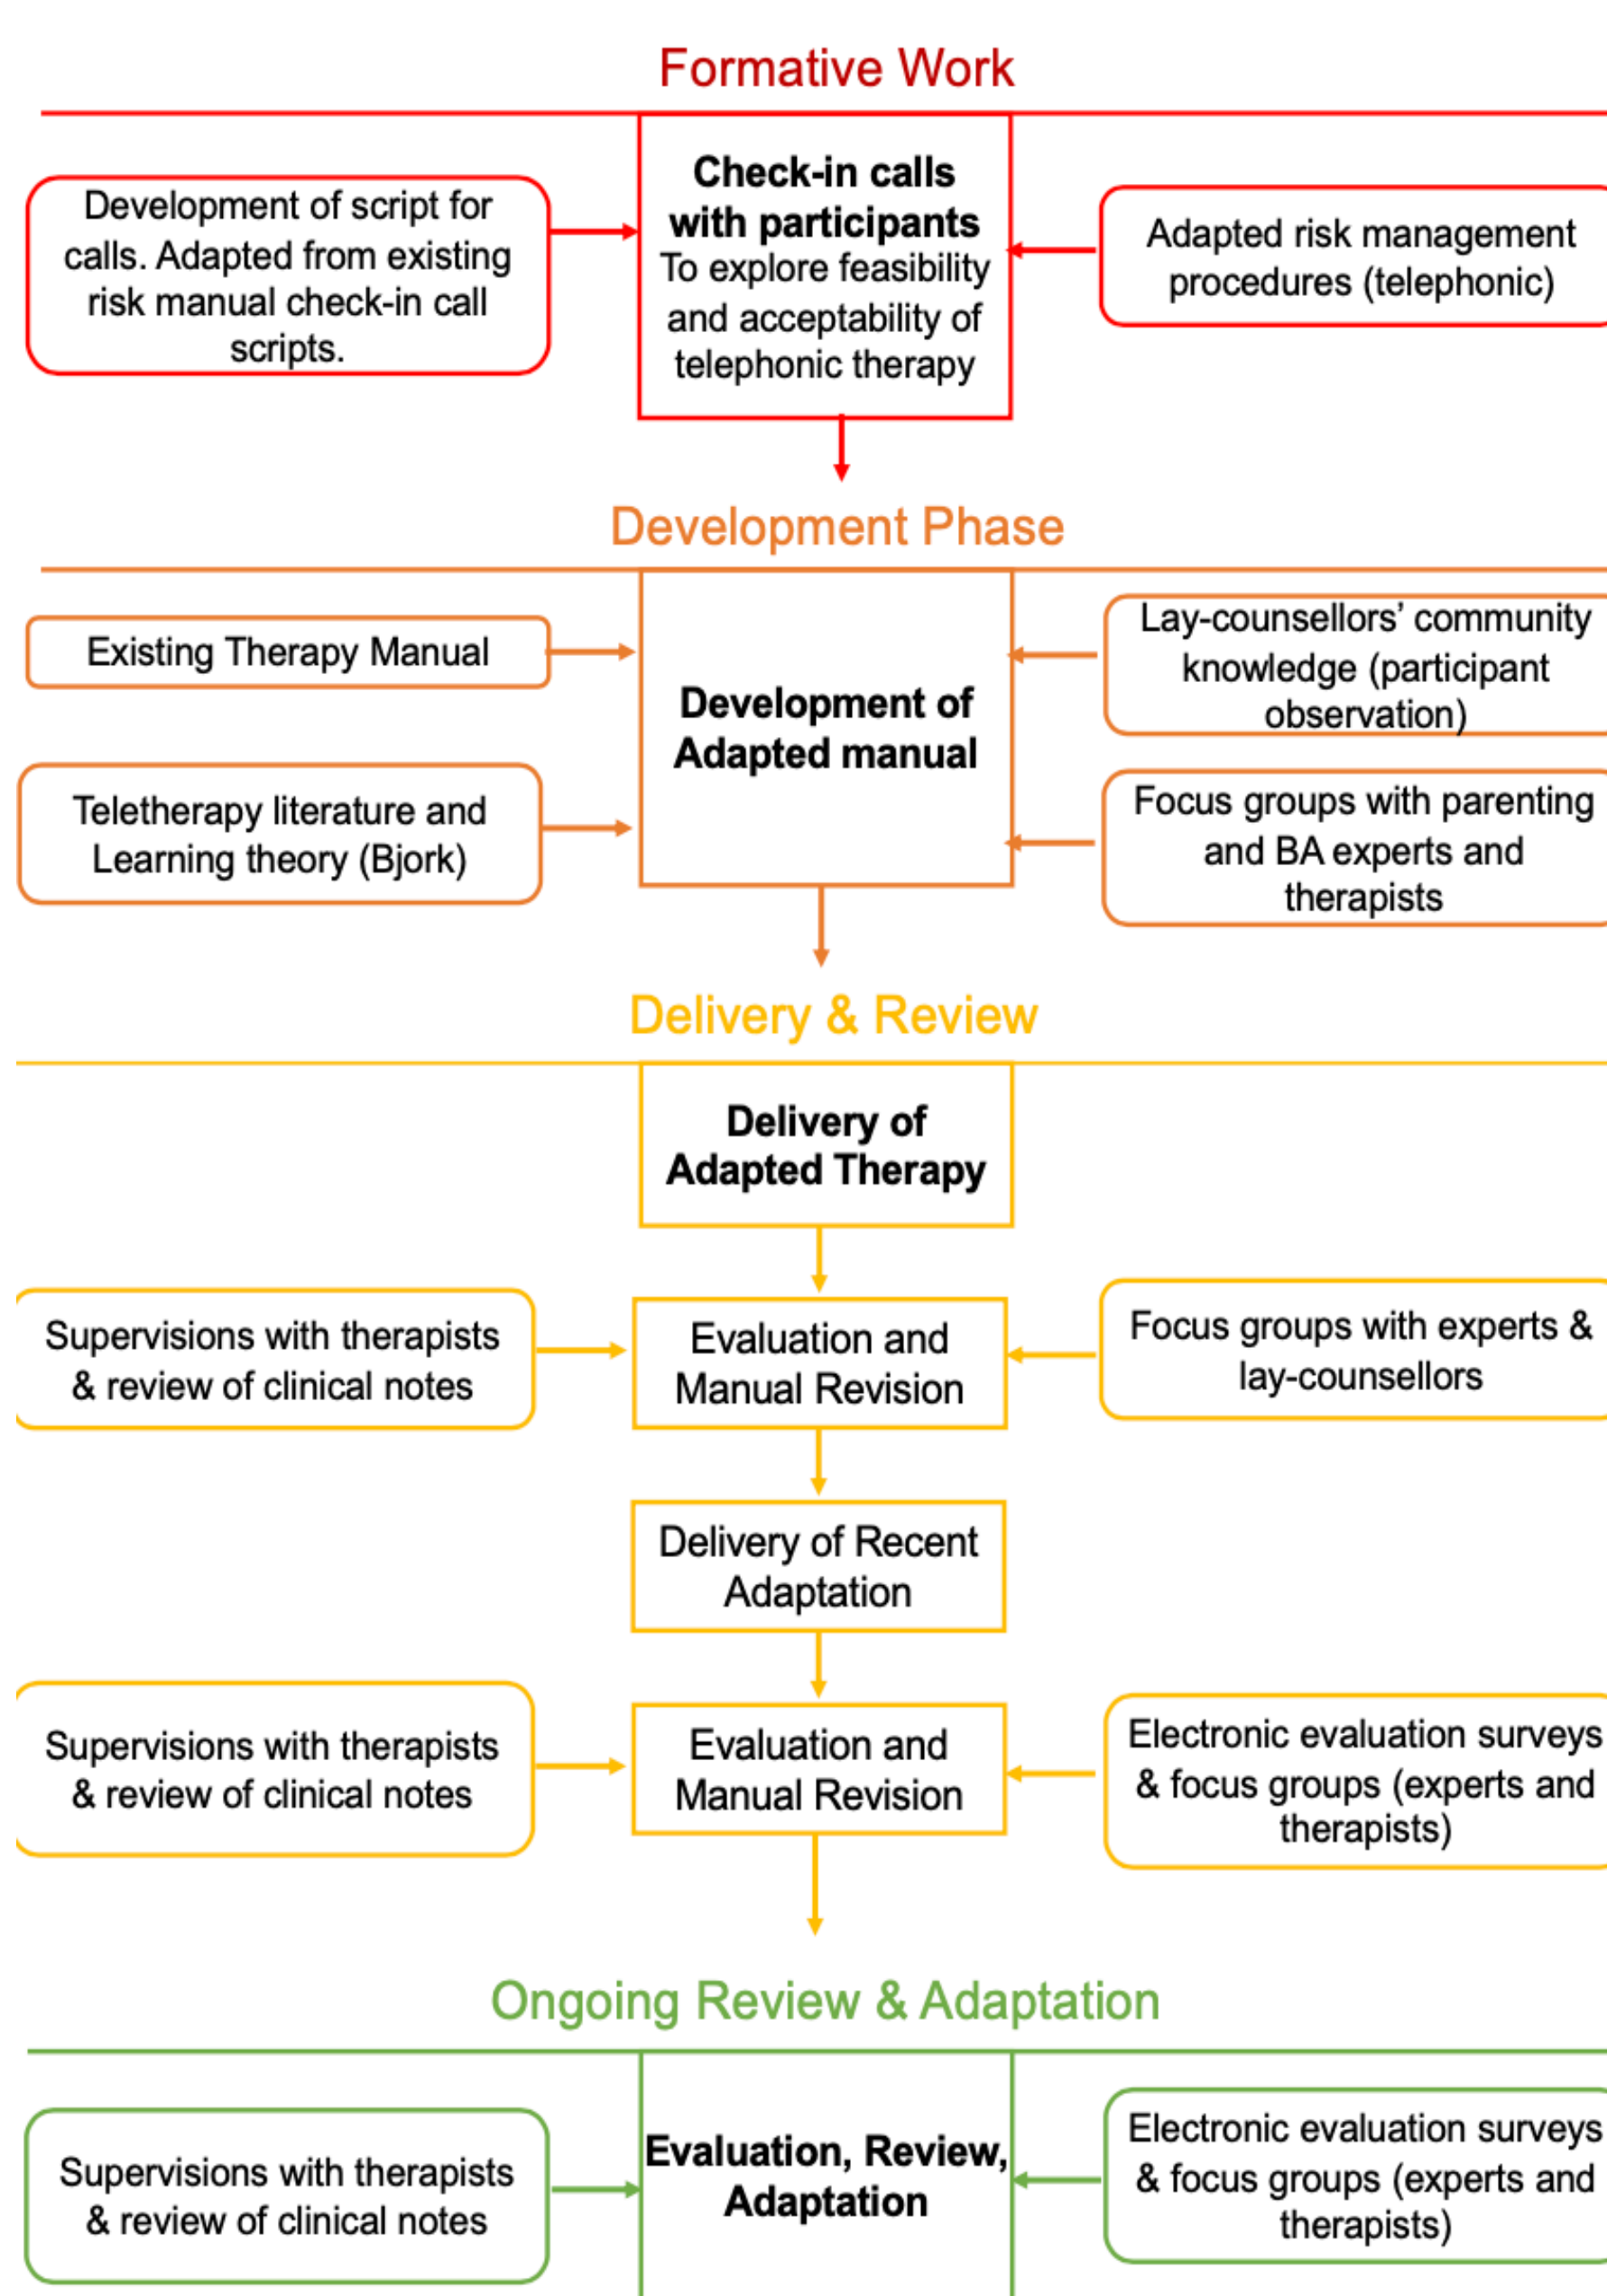 Formative Work
Development of script for
calls. Adapted from existing
risk manual check-in call
scripts.
Check-in calls
with participants
To explore feasibility
and acceptability of
telephonic therapy
Adapted risk management
procedures (telephonic)
Development Phase
Existing Therapy Manual
Teletherapy literature and
Learning theory (Bjork)
Development of
Adapted manual
Lay-counsellors’ community
knowledge (participant
observation)
Focus groups with parenting
and BA experts and
therapists
Delivery & Review
Delivery of
Adapted Therapy
Supervisions with therapists
& review of clinical notes
Evaluation and
Manual Revision
Focus groups with experts &
lay-counsellors
Delivery of Recent
Adaptation
Supervisions with therapists
& review of clinical notes
Evaluation and
Manual Revision
Electronic evaluation surveys
& focus groups (experts and
therapists)
Ongoing Review & Adaptation
Supervisions with therapists
& review of clinical notes
Evaluation, Review,
Adaptation
Electronic evaluation surveys
& focus groups (experts and
therapists)